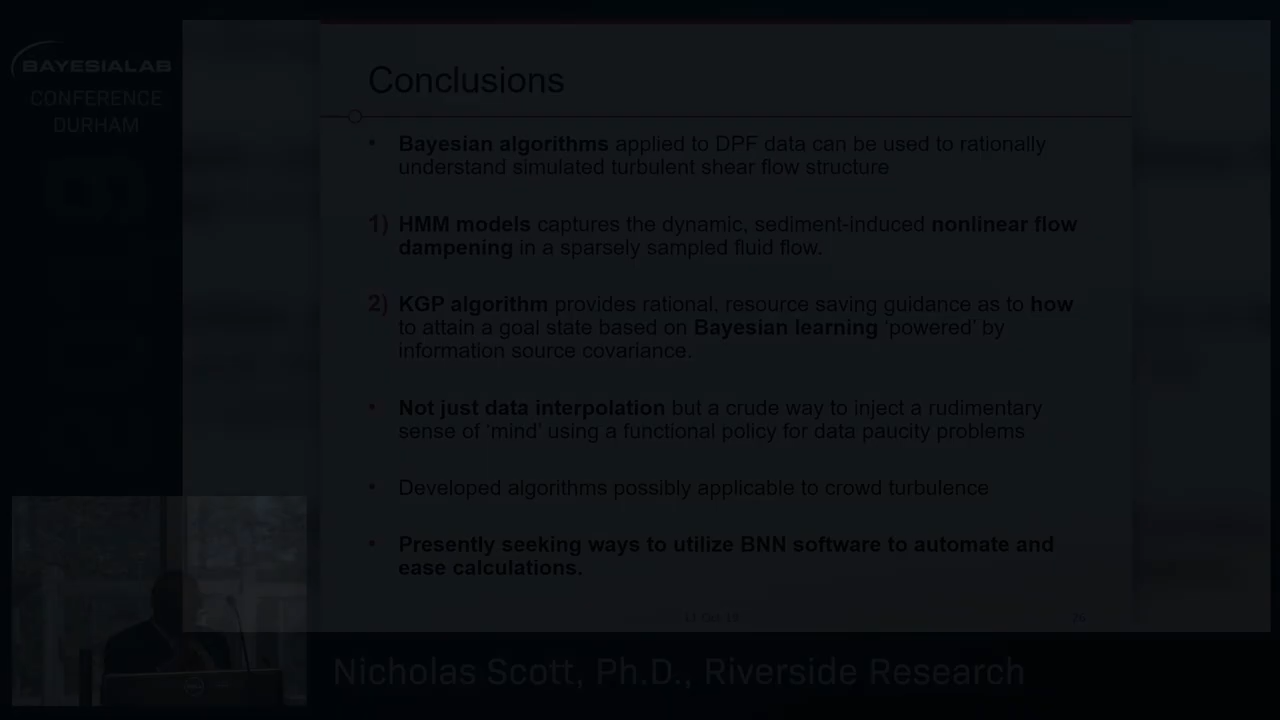 BAYESIALAB
CONFERENCE
DURHAM
Conclusions
• Bayesian algorithms applied to DPF data can be used to rationally
understand simulated turbulent shear flow structure
1) HMM models captures the dynamic, sediment-induced nonlinear flow
dampening in a sparsely sampled fluid flow.
2) KGP algorithm provides rational, resource saving guidance as to how
to attain a goal state based on Bayesian learning ‘powered’ by
information source covariance.
• Not just data interpolation but a crude way to inject a rudimentary
sense of ‘mind’ using a functional policy for data paucity problems
• Developed algorithms possibly applicable to crowd turbulence
• Presently seeking ways to utilize BNN software to automate and
ease calculations.
26
Nicholas Scott, Ph.D., Riverside Research